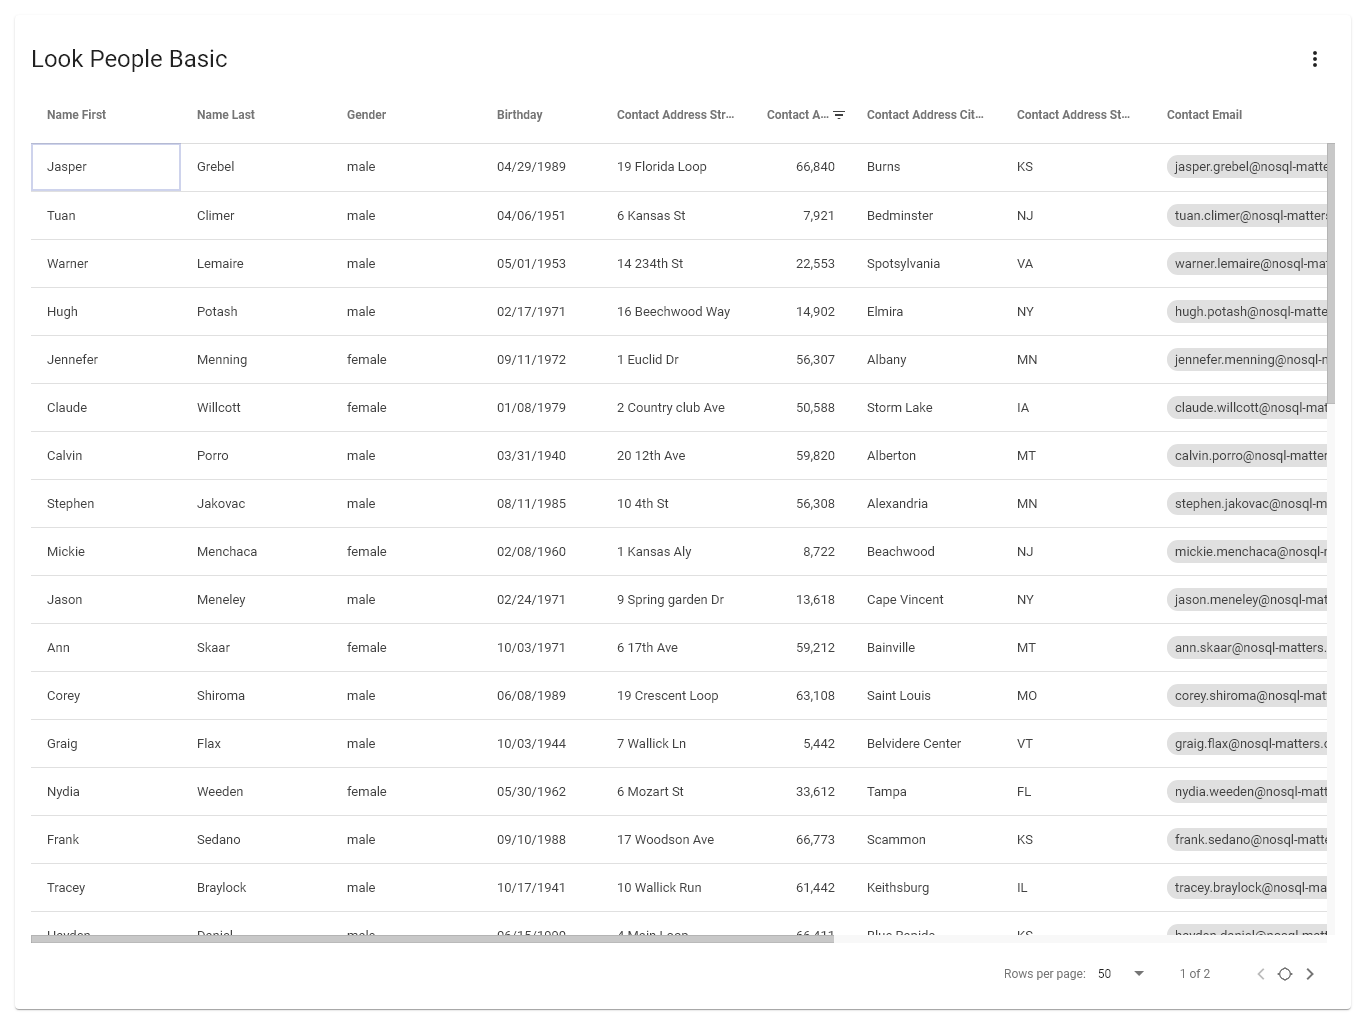 Look People Basic
Name First Name Last Gender Birthday Contact Address Str... Contact A... Contact Address Cit... Contact Address St... Contact Email
Jasper Grebel male 04/29/1989 19 Florida Loop 66,840 Burns KS jasper.grebel@nosql-matte
Tuan Climer male 04/06/1951 6 Kansas St 7,921 Bedminster NJ tuan.climer@nosql-matters
Warner Lemaire male 05/01/1953 14 234th St 22,553 Spotsylvania VA warner.lemaire@nosql-mat
Hugh Potash male 02/17/1971 16 Beechwood Way 14,902 Elmira NY hugh.potash@nosql-matte
Jennefer Menning female 09/11/1972 1 Euclid Dr 56,307 Albany MN jennefer.menning@nosql-m
Claude Willcott female 01/08/1979 2 Country club Ave 50,588 Storm Lake IA claude.willcott@nosql-mat
Calvin Porro male 03/31/1940 20 12th Ave 59,820 Alberton MT calvin.porro@nosql-matter
Stephen Jakovac male 08/11/1985 10 4th St 56,308 Alexandria MN stephen.jakovac@nosql-m
Mickie Menchaca female 02/08/1960 1 Kansas Aly 8,722 Beachwood NJ mickie.menchaca@nosql-
Jason Meneley male 02/24/1971 9 Spring garden Dr 13,618 Cape Vincent NY jason.meneley@nosql-mat
Ann Skaar female 10/03/1971 6 17th Ave 59,212 Bainville MT ann.skaar@nosql-matters.
Corey Shiroma male 06/08/1989 19 Crescent Loop 63,108 Saint Louis MO corey.shiroma@nosql-mat
Graig Flax male 10/03/1944 7 Wallick Ln 5,442 Belvidere Center VT graig.flax@nosql-matters.c
Nydia Weeden female 05/30/1962 6 Mozart St 33,612 Tampa FL nydia.weeden@nosql-matt
Frank Sedano male 09/10/1988 17 Woodson Ave 66,773 Scammon KS frank.sedano@nosql-matte
Tracey Braylock male 10/17/1941 10 Wallick Run 61,442 Keithsburg IL tracey.braylock@nosql-ma
Hayden Daniel male 4 Main Loop 66,411 Blue Rapids KS hayden.daniel@nosql-matt
Rows per page: 50 1 of 2